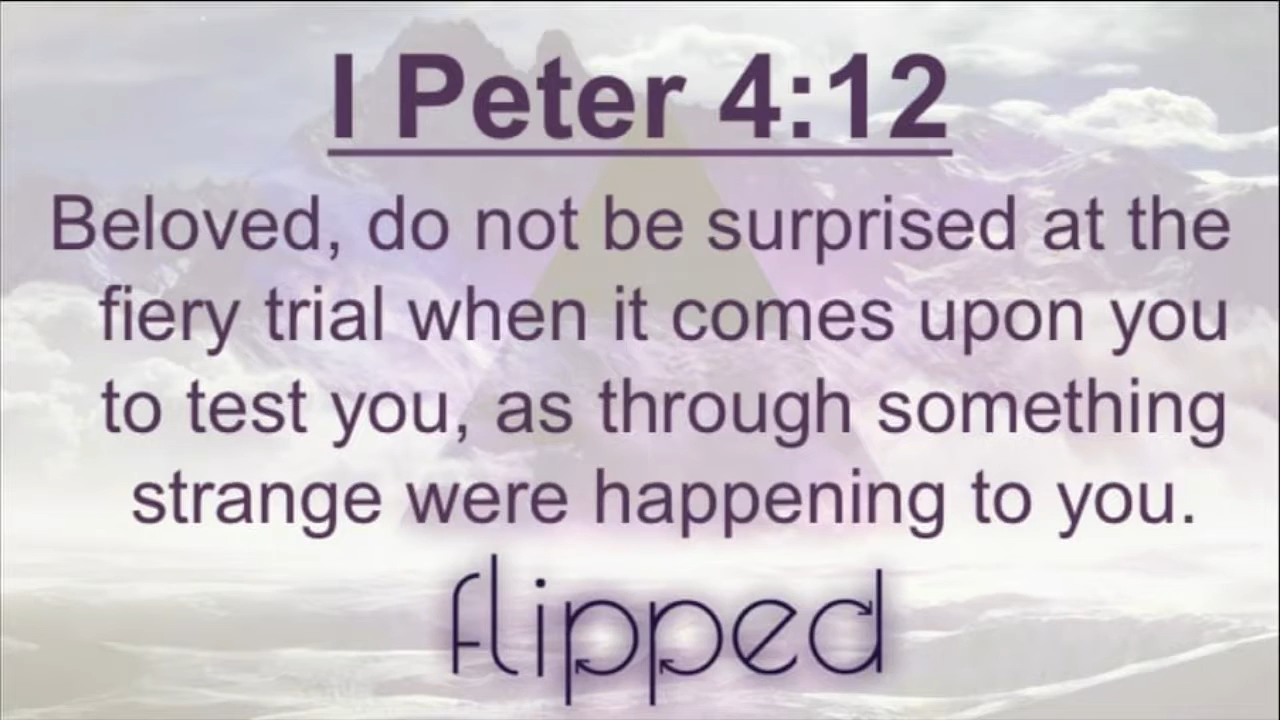 I Peter 4:12
Beloved, do not be surprised at the
fiery trial when it comes upon you
to test you, as through something
strange were happening to you.
flipped